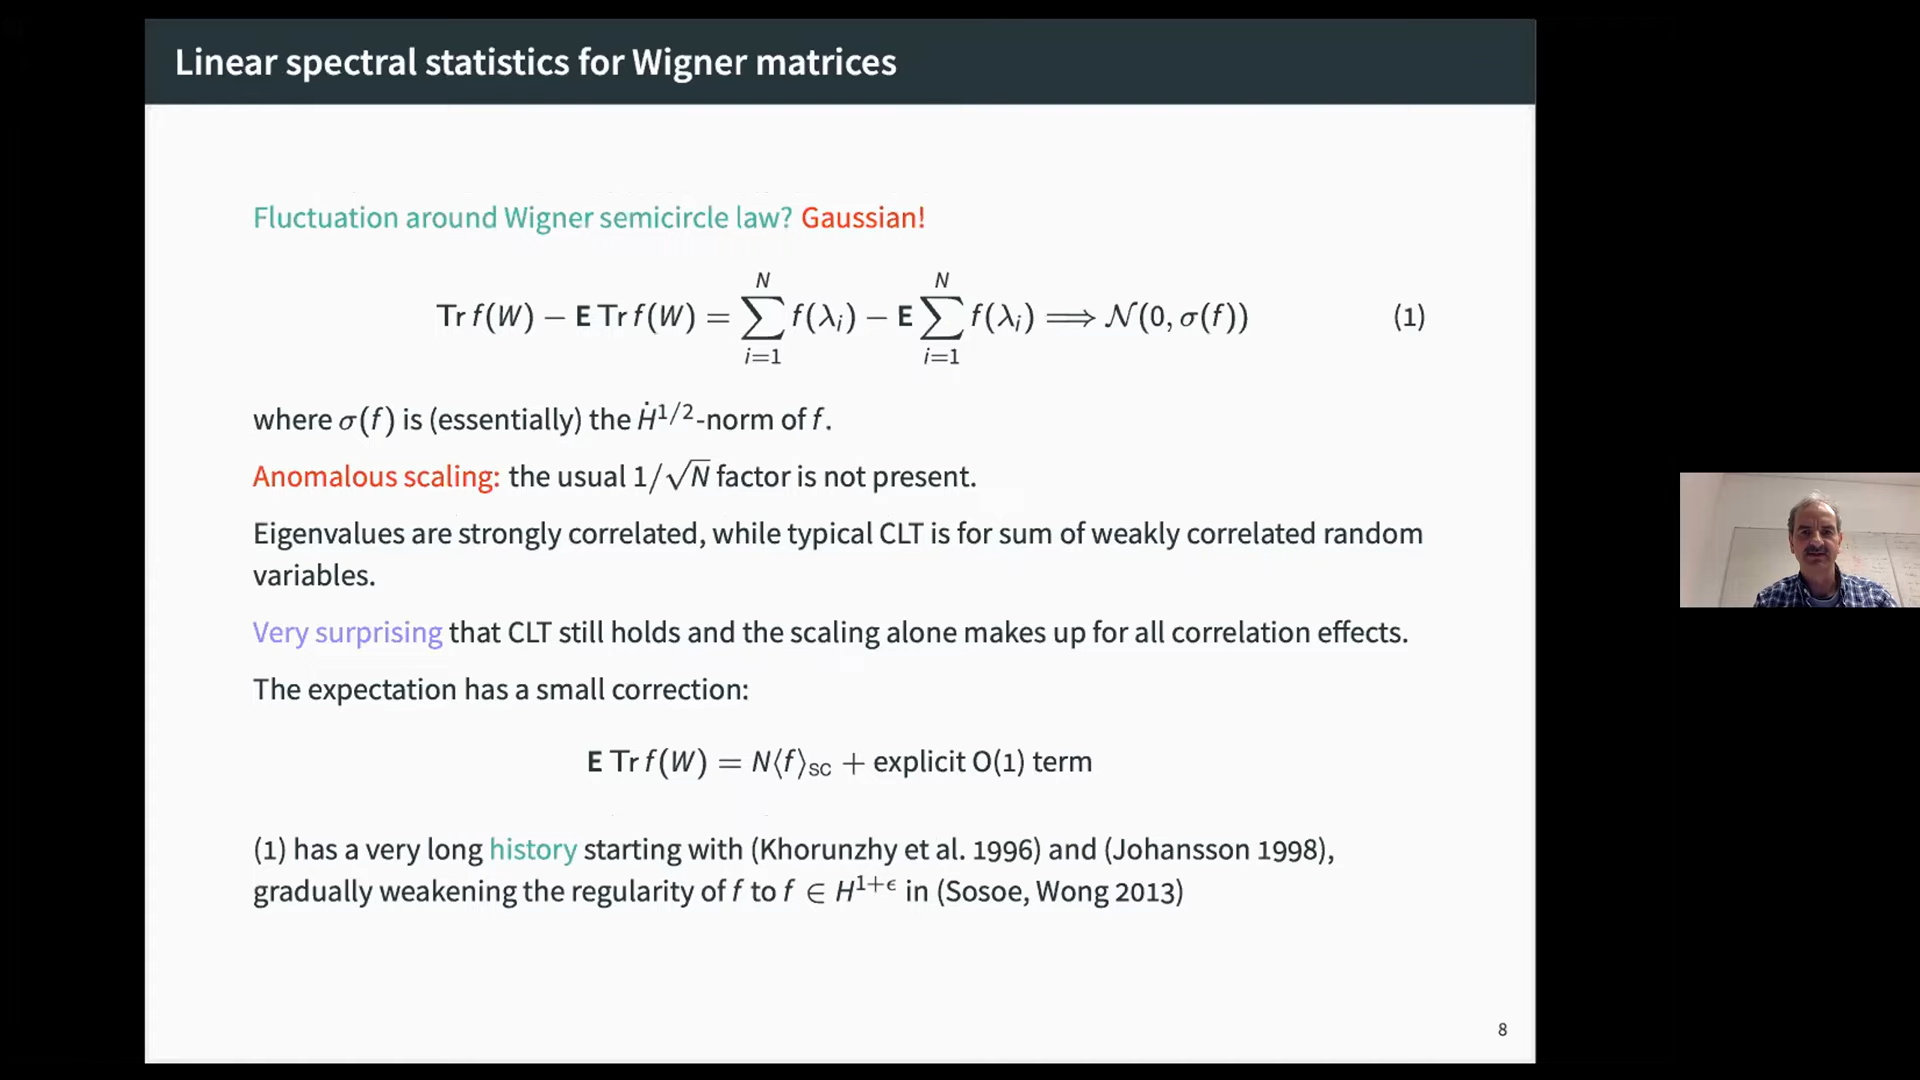 Linear spectral statistics for Wigner matrices
Fluctuation around Wigner semicircle law? Gaussian!
Tr f(W) − E Tr f(W) = ∑_{i=1}^{N} f(λ_i) − E ∑_{i=1}^{N} f(λ_i) ⟹ 𝒩(0, σ(f)) (1)
where σ(f) is (essentially) the Ḣ^{1/2}-norm of f.
Anomalous scaling: the usual 1/√N factor is not present.
Eigenvalues are strongly correlated, while typical CLT is for sum of weakly correlated random
variables.
Very surprising that CLT still holds and the scaling alone makes up for all correlation effects.
The expectation has a small correction:
E Tr f(W) = N⟨f⟩_{sc} + explicit O(1) term
(1) has a very long history starting with (Khorunzhy et al. 1996) and (Johansson 1998),
gradually weakening the regularity of f to f ∈ H^{1+ϵ} in (Sosoe, Wong 2013)
8